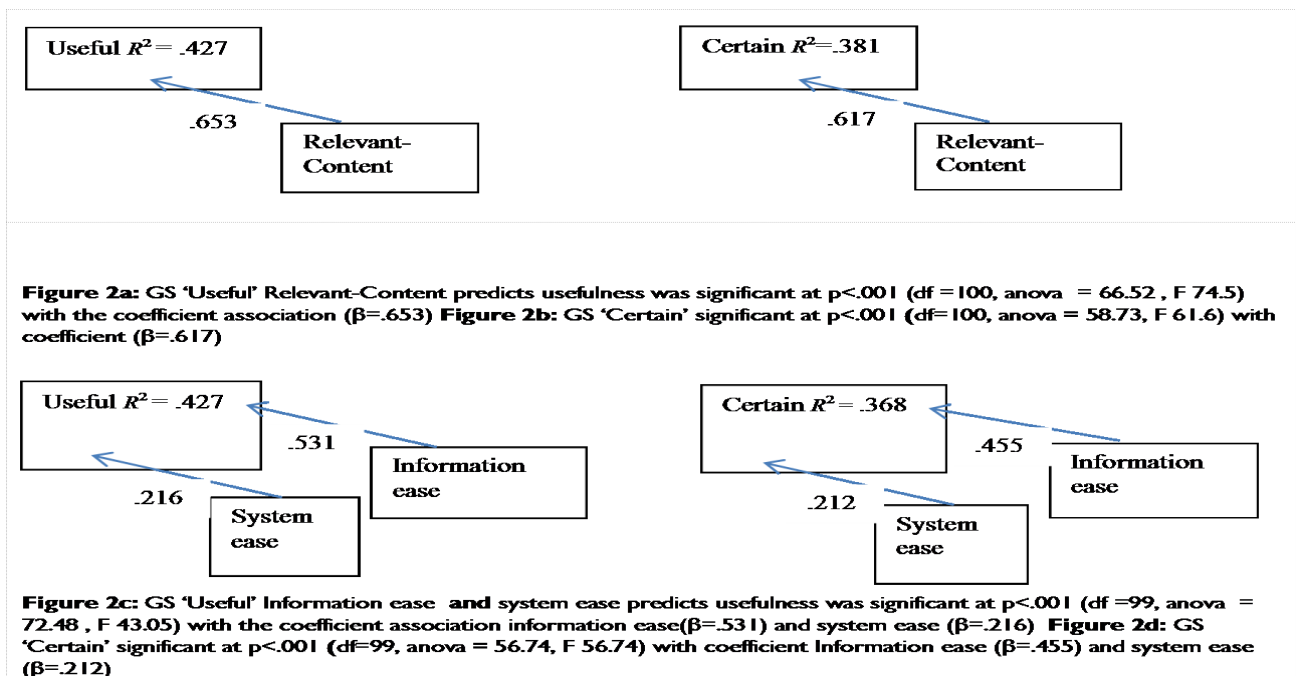 Useful R² = .427
Certain R²=.381
.653
.617
Relevant-
Content
Relevant-
Content
Figure 2a: GS ‘Useful’ Relevant-Content predicts usefulness was significant at p<.001 (df =100, anova = 66.52 , F 74.5)
with the coefficient association (β=.653) Figure 2b: GS ‘Certain’ significant at p<.001 (df=100, anova = 58.73, F 61.6) with
coefficient (β=.617)
Useful R² = .427
Certain R² = .368
.531
Information
ease
.455
Information
ease
.216
System
ease
.212
System
ease
Figure 2c: GS ‘Useful’ Information ease and system ease predicts usefulness was significant at p<.001 (df =99, anova =
72.48 , F 43.05) with the coefficient association information ease(β=.531) and system ease (β=.216) Figure 2d: GS
‘Certain’ significant at p<.001 (df=99, anova = 56.74, F 56.74) with coefficient Information ease (β=.455) and system ease
(β=.212)